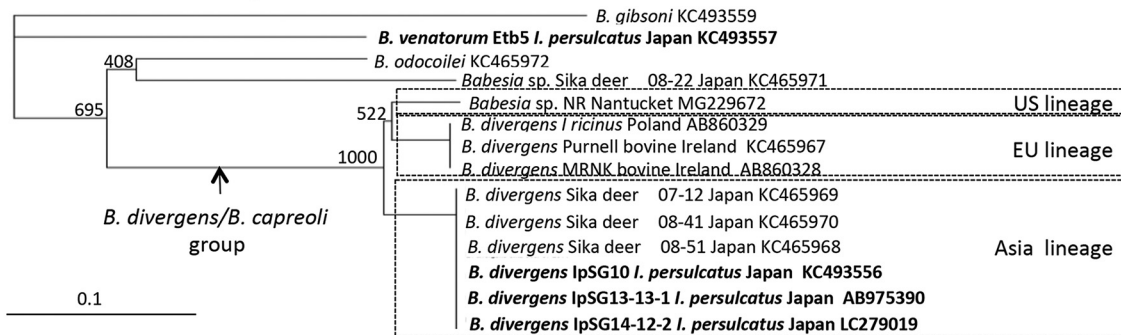 B. gibsoni KC493559
B. venatorum Etb5 I. persulcatus Japan KC493557
408
B. odocoilei KC465972
Babesia sp. Sika deer 08-22 Japan KC465971
695
Babesia sp. NR Nantucket MG229672
US lineage
522
B. divergens I ricinus Poland AB860329
B. divergens Purnell bovine Ireland KC465967
EU lineage
1000
B. divergens MRNK bovine Ireland AB860328
B. divergens Sika deer 07-12 Japan KC465969
B. divergens/B. capreoli
group
B. divergens Sika deer 08-41 Japan KC465970
B. divergens Sika deer 08-51 Japan KC465968
Asia lineage
B. divergens IpSG10 I. persulcatus Japan KC493556
0.1
B. divergens IpSG13-13-1 I. persulcatus Japan AB975390
B. divergens IpSG14-12-2 I. persulcatus Japan LC279019